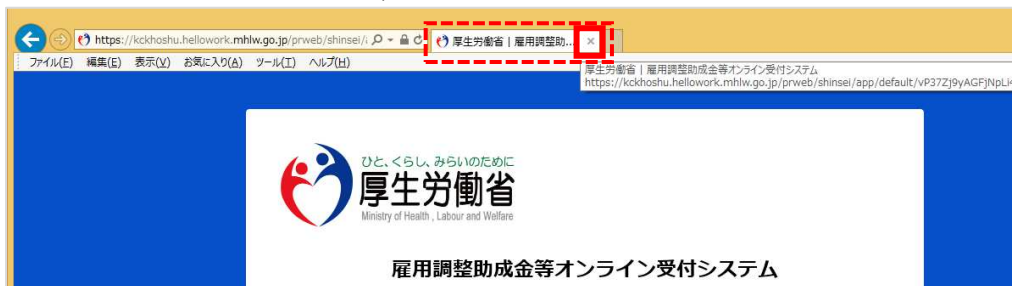 https://kckhoshu.hellowork.mhlw.go.jp/prweb/shinsei/
厚生労働省 | 雇用調整助...
ファイル(F) 編集(E) 表示(V) お気に入り(A) ツール(T) ヘルプ(H)
厚生労働省 | 雇用調整助成金等オンライン受付システム
https://kckhoshu.hellowork.mhlw.go.jp/prweb/shinsei/app/default/vP37Zj9yAGFjNpLi
ひと、くらし、みらいのために
厚生労働省
Ministry of Health , Labour and Welfare
雇用調整助成金等オンライン受付システム